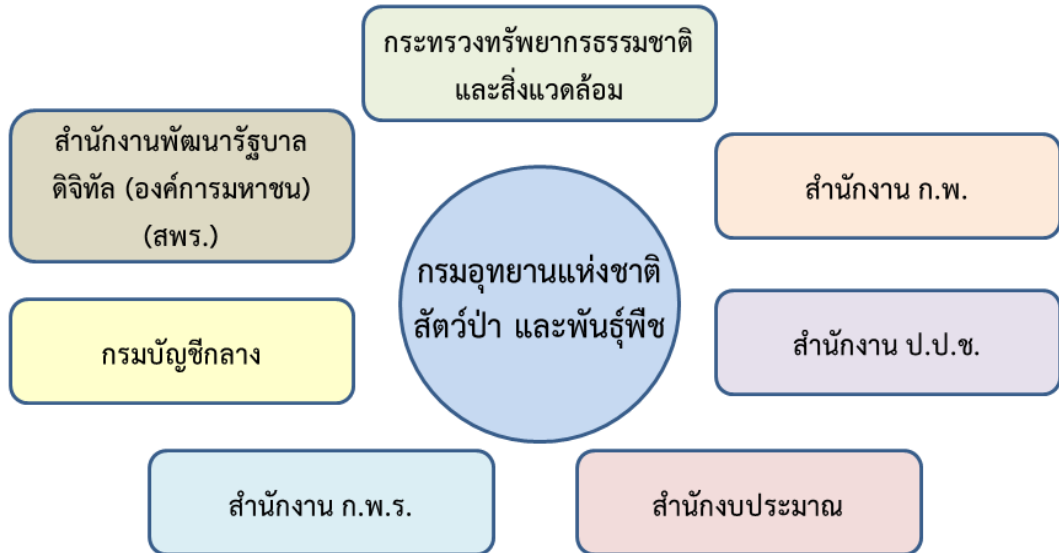 กระทรวงทรัพยากรธรรมชาติ
และสิ่งแวดล้อม
สำนักงานพัฒนารัฐบาล
ดิจิทัล (องค์การมหาชน)
(สพร.)
สำนักงาน ก.พ.
กรมอุทยานแห่งชาติ
สัตว์ป่า และพันธุ์พืช
กรมบัญชีกลาง
สำนักงาน ป.ป.ช.
สำนักงาน ก.พ.ร.
สำนักงบประมาณ